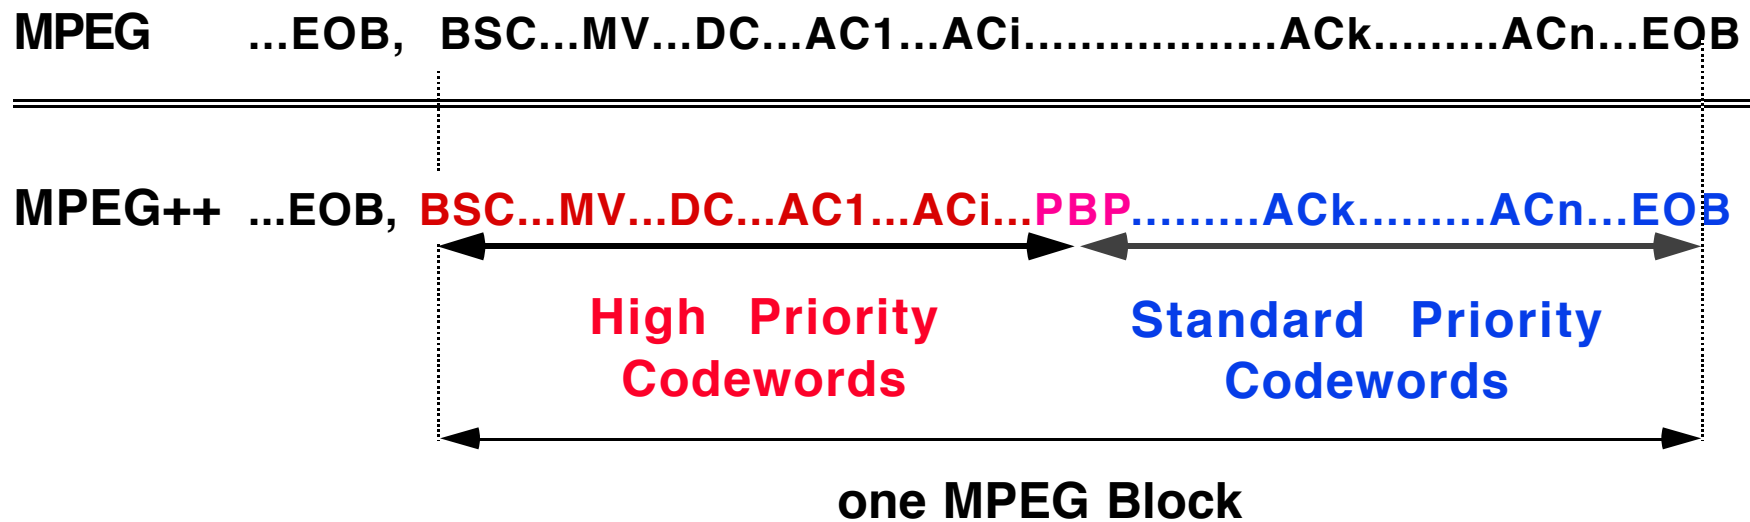 MPEG ...EOB, BSC...MV...DC...AC1...ACi..................ACk.........ACn...EOB
MPEG++ ...EOB, BSC...MV...DC...AC1...ACi...PBP.........ACk.........ACn...EOB
High Priority Standard Priority
Codewords Codewords
one MPEG Block